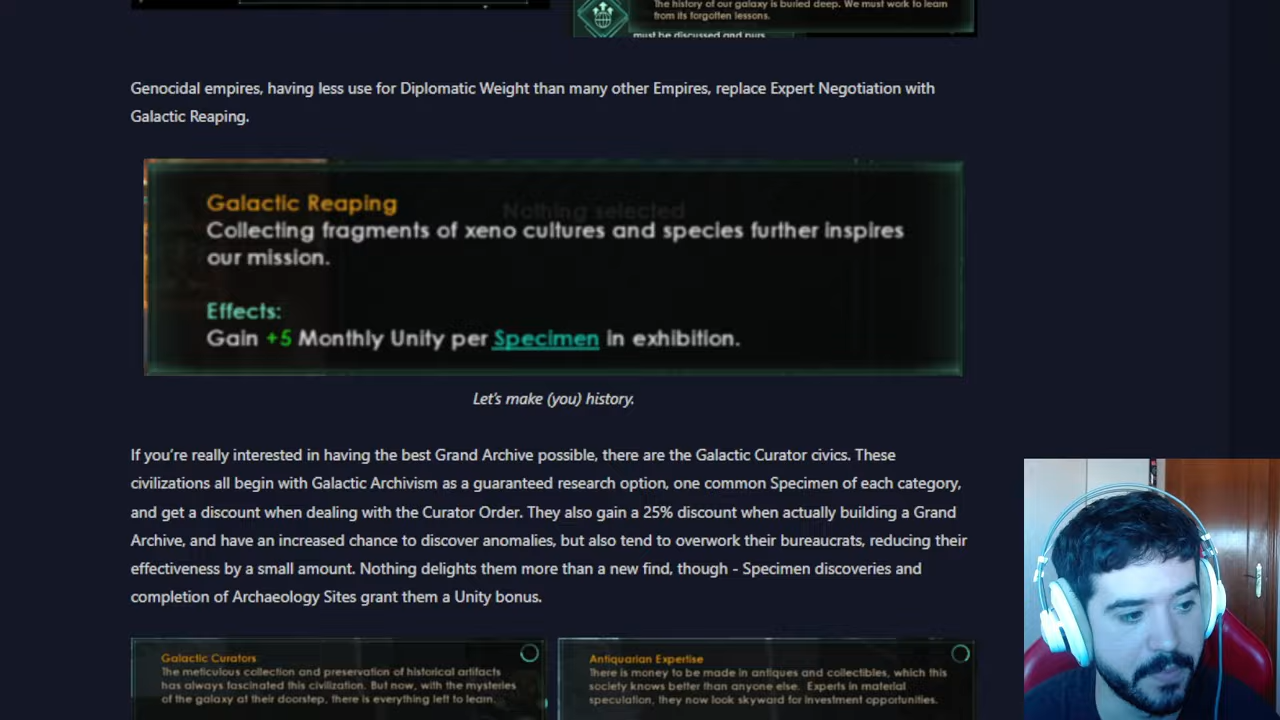 The history of our galaxy is buried deep. We must work to learn
from its forgotten lessons.
must be discussed and
Genocidal empires, having less use for Diplomatic Weight than many other Empires, replace Expert Negotiation with
Galactic Reaping.
Nothing selected
Galactic Reaping
Collecting fragments of xeno cultures and species further inspires
our mission.
Effects:
Gain +5 Monthly Unity per Specimen in exhibition.
Let's make (you) history.
If you're really interested in having the best Grand Archive possible, there are the Galactic Curator civics. These
civilizations all begin with Galactic Archivism as a guaranteed research option, one common Specimen of each category,
and get a discount when dealing with the Curator Order. They also gain a 25% discount when actually building a Grand
Archive, and have an increased chance to discover anomalies, but also tend to overwork their bureaucrats, reducing their
effectiveness by a small amount. Nothing delights them more than a new find, though - Specimen discoveries and
completion of Archaeology Sites grant them a Unity bonus.
Galactic Curators
The meticulous collection and preservation of historical artifacts
has always fascinated this civilization. But now, with the mysteries
of the galaxy at their doorstep, there is everything left to learn.
Antiquarian Expertise
There is money to be made in antiques and collectibles, which this
society knows better than anyone else. Experts in material
speculation, they now look skyward for investment opportunities.